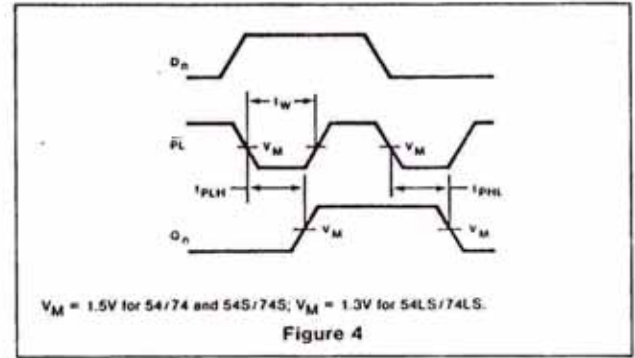 Dn
tW
PL
VM
VM
tPLH
tPHL
Qn
VM
VM
VM = 1.5V for 54/74 and 54S/74S; VM = 1.3V for 54LS/74LS.
Figure 4